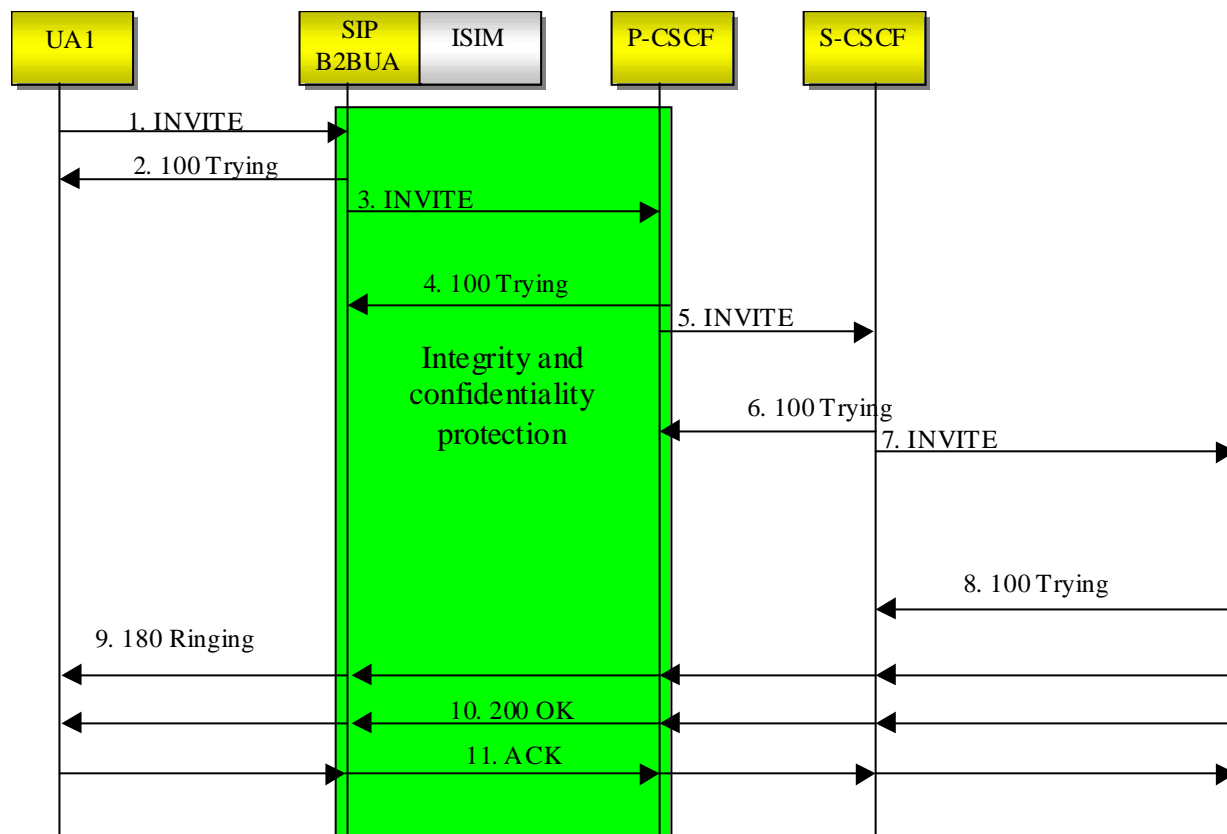 UA1
SIP
B2BUA
ISIM
P-CSCF
S-CSCF
1. INVITE
2. 100 Trying
3. INVITE
4. 100 Trying
5. INVITE
Integrity and
confidentiality
protection
6. 100 Trying
7. INVITE
8. 100 Trying
9. 180 Ringing
10. 200 OK
11. ACK